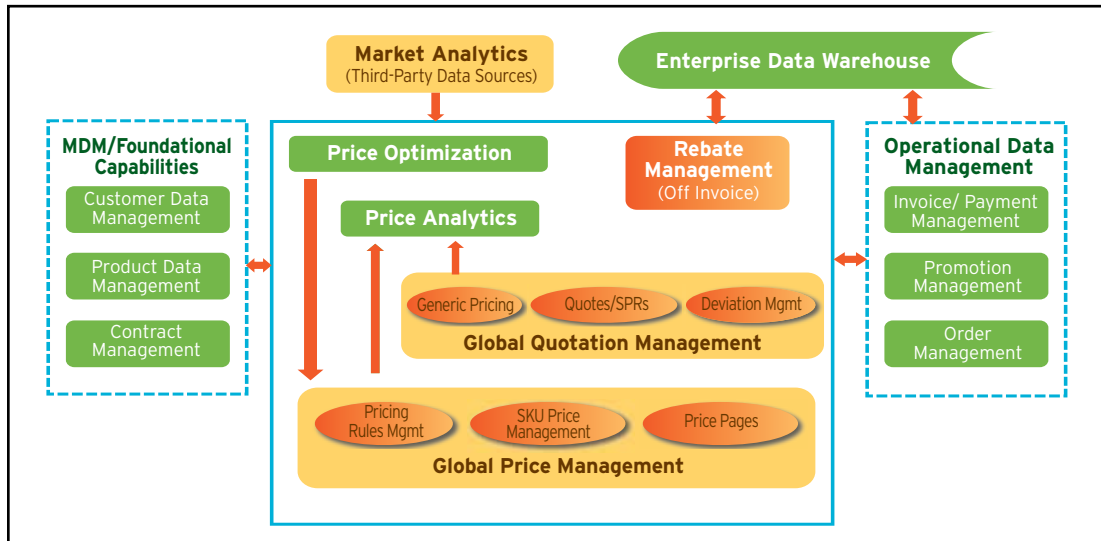 Market Analytics
(Third-Party Data Sources)
Enterprise Data Warehouse
MDM/Foundational
Capabilities
Customer Data
Management
Product Data
Management
Contract
Management
Price Optimization
Price Analytics
Rebate
Management
(Off Invoice)
Generic Pricing
Quotes/SPRs
Deviation Mgmt
Global Quotation Management
Pricing
Rules Mgmt
SKU Price
Management
Price Pages
Global Price Management
Operational Data
Management
Invoice/ Payment
Management
Promotion
Management
Order
Management